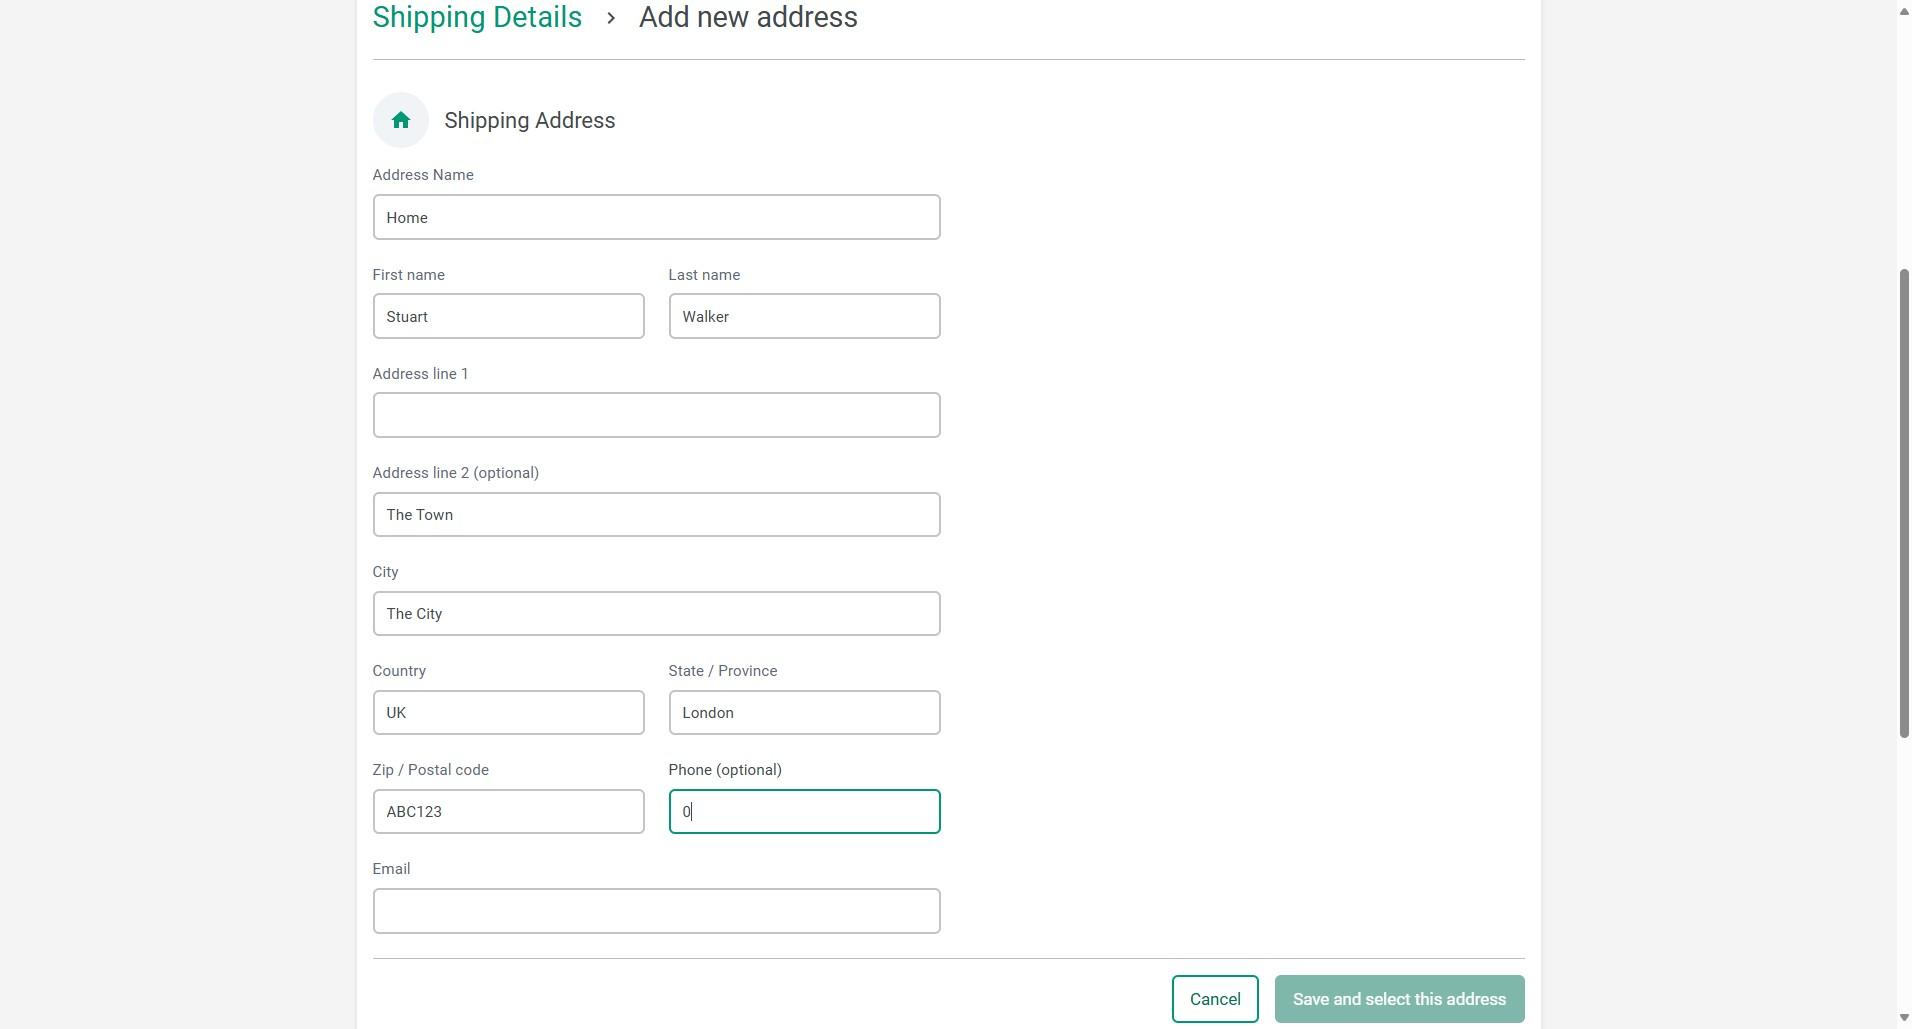 Shipping Details > Add new address
Shipping Address
Address Name
Home
First name Last name
Stuart Walker
Address line 1
Address line 2 (optional)
The Town
City
The City
Country State / Province
UK London
Zip / Postal code Phone (optional)
ABC123 0
Email
Cancel Save and select this address